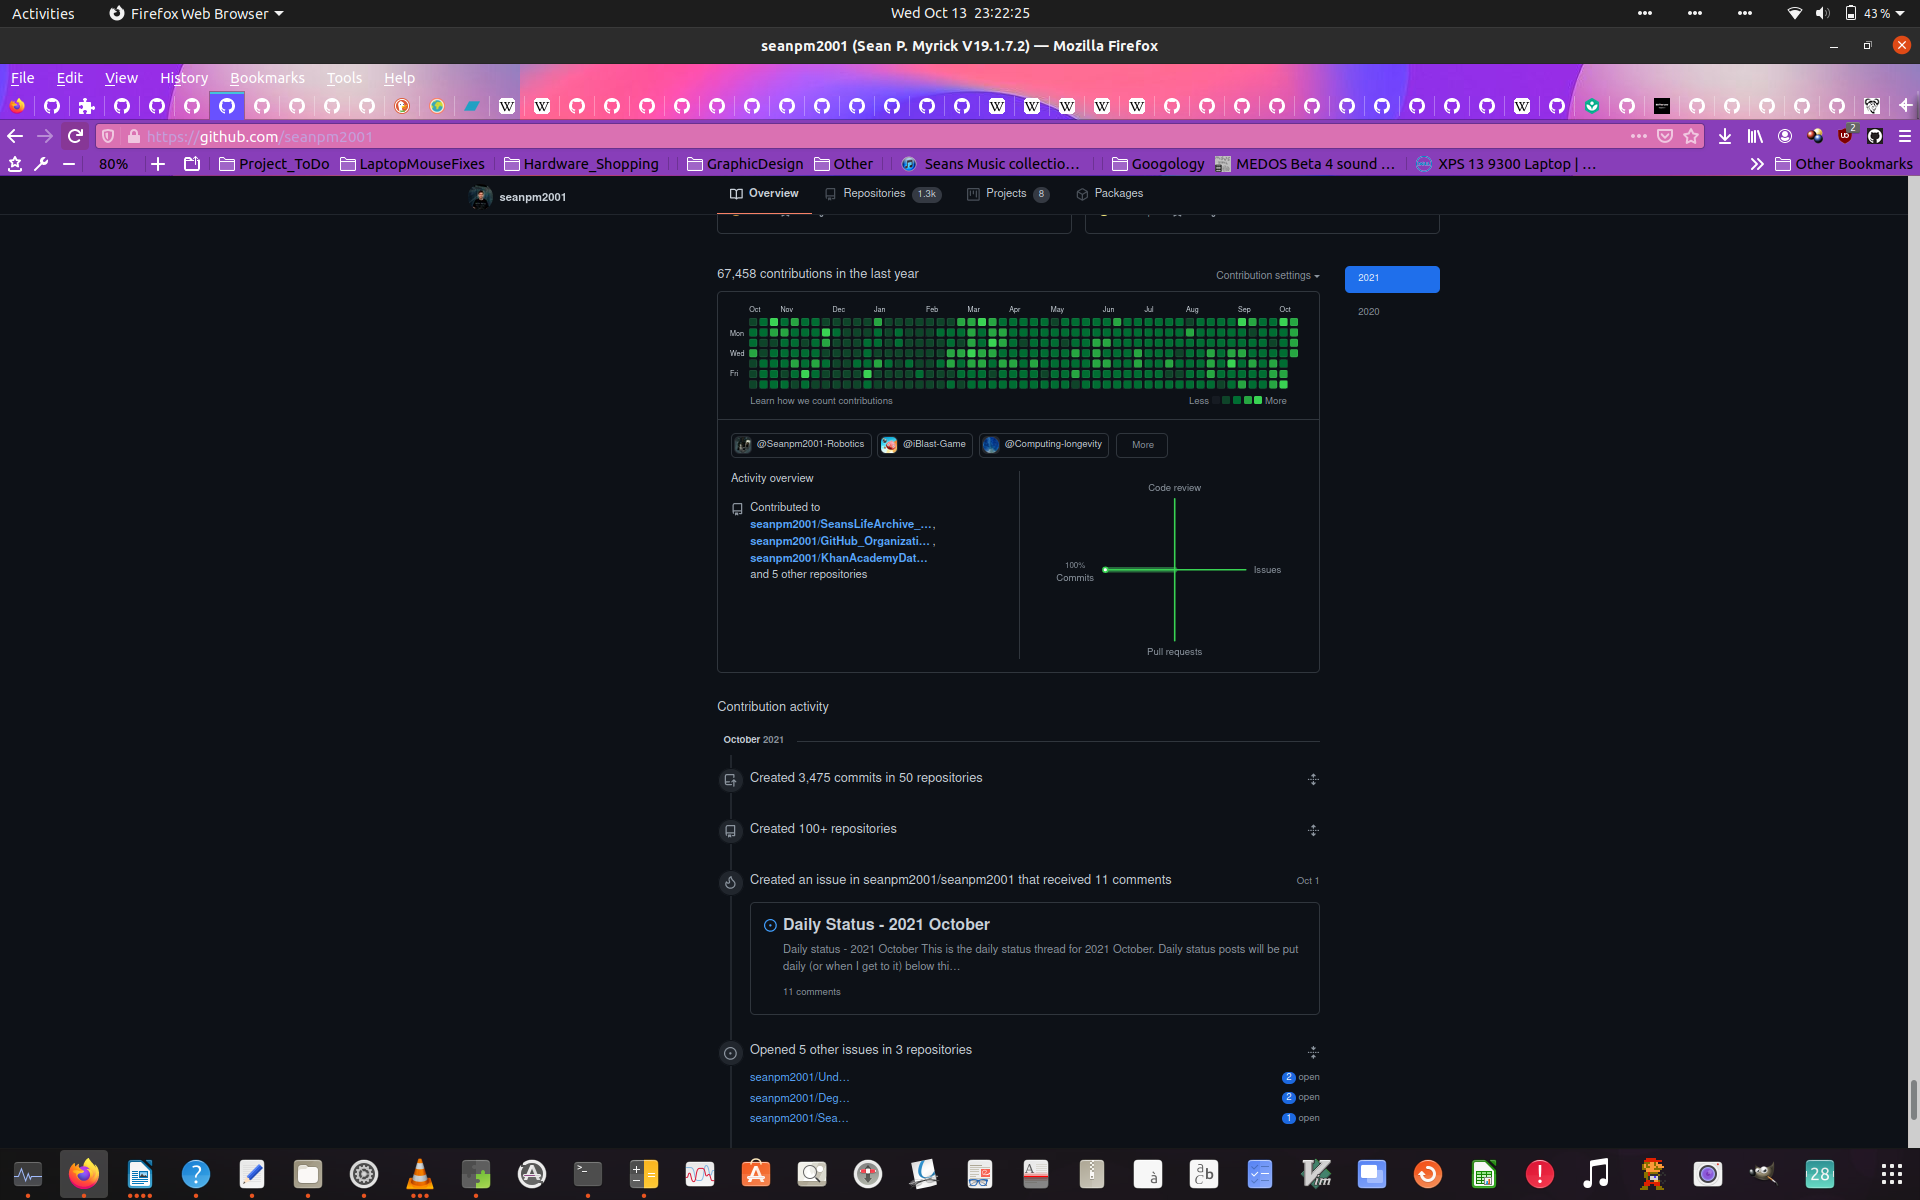 Activities
Firefox Web Browser
Wed Oct 13 23:22:25
43 %
seanpm2001 (Sean P. Myrick V19.1.7.2) — Mozilla Firefox
File Edit View History Bookmarks Tools Help
https://github.com/seanpm2001
2
80%
Project_ToDo
LaptopMouseFixes
Hardware_Shopping
GraphicDesign
Other
Seans Music collectio…
Googology
MEDOS Beta 4 sound …
XPS 13 9300 Laptop | …
Other Bookmarks
seanpm2001
Overview
Repositories 1.3k
Projects 8
Packages
67,458 contributions in the last year
Contribution settings
2021
2020
Oct Nov Dec Jan Feb Mar Apr May Jun Jul Aug Sep Oct
Mon
Wed
Fri
Learn how we count contributions
Less More
@Seanpm2001-Robotics
@iBlast-Game
@Computing-longevity
More
Activity overview
Contributed to
seanpm2001/SeansLifeArchive_…,
seanpm2001/GitHub_Organizati… ,
seanpm2001/KhanAcademyDat…
and 5 other repositories
Code review
100%
Commits
Issues
Pull requests
Contribution activity
October 2021
Created 3,475 commits in 50 repositories
Created 100+ repositories
Created an issue in seanpm2001/seanpm2001 that received 11 comments
Oct 1
Daily Status - 2021 October
Daily status - 2021 October This is the daily status thread for 2021 October. Daily status posts will be put
daily (or when I get to it) below thi…
11 comments
Opened 5 other issues in 3 repositories
seanpm2001/Und…
2 open
seanpm2001/Deg…
2 open
seanpm2001/Sea…
1 open
28